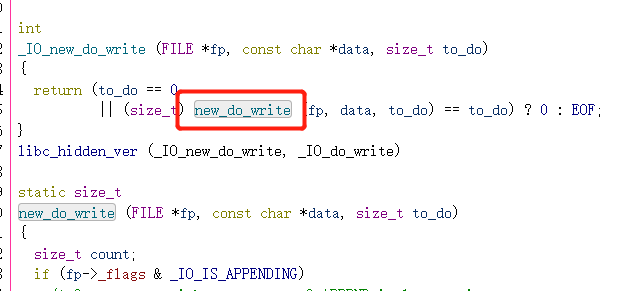 int
_IO_new_do_write (FILE *fp, const char *data, size_t to_do)
{
return (to_do == 0
|| (size_t) new_do_write (fp, data, to_do) == to_do) ? 0 : EOF;
}
libc_hidden_ver (_IO_new_do_write, _IO_do_write)
static size_t
new_do_write (FILE *fp, const char *data, size_t to_do)
{
size_t count;
if (fp->_flags & _IO_IS_APPENDING)